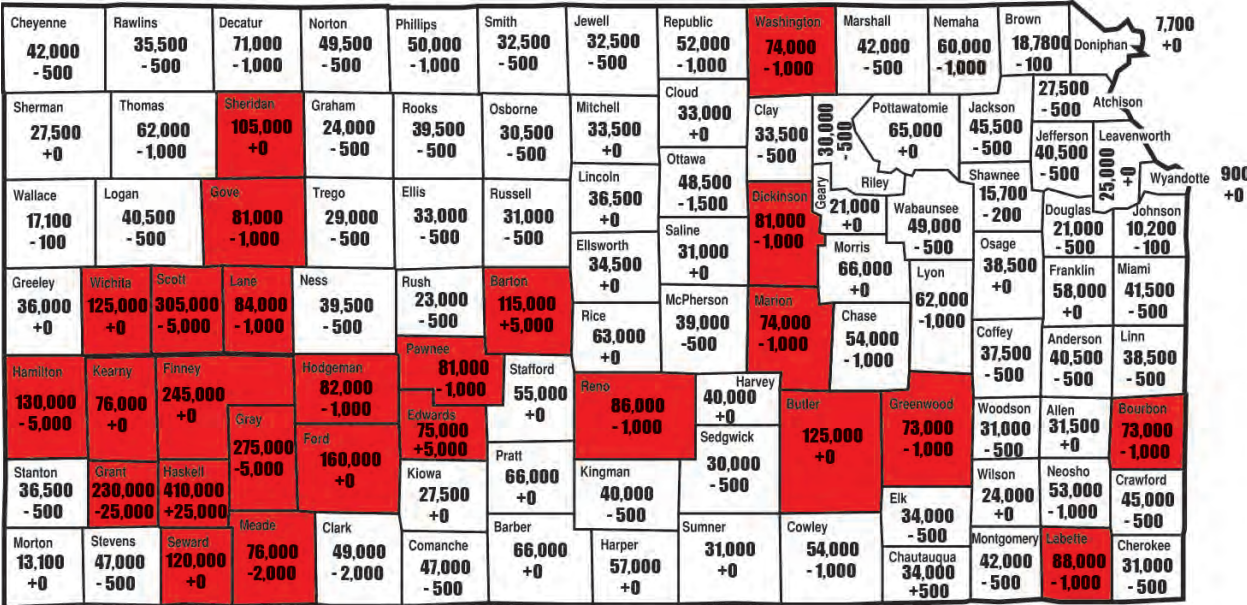 Cheyenne
42,000
-500
Rawlins
35,500
-500
Decatur
71,000
-1,000
Norton
49,500
-500
Phillips
50,000
-1,000
Smith
32,500
-500
Jewell
32,500
-500
Republic
52,000
-1,000
Washington
74,000
-1,000
Marshall
42,000
-500
Nemaha
60,000
-1,000
Brown
18,7800
-100
Doniphan
7,700
+0
Sherman
27,500
+0
Thomas
62,000
-1,000
Sheridan
105,000
+0
Graham
24,000
-500
Rooks
39,500
-500
Osborne
30,500
-500
Mitchell
33,500
+0
Cloud
33,000
+0
Clay
33,500
-500
30,000
-500
Riley
Pottawatomie
65,000
+0
Jackson
45,500
-500
27,500
-500
Atchison
Jefferson
40,500
-500
Leavenworth
25,000
+0
Wyandotte
900
+0
Wallace
17,100
-100
Logan
40,500
-500
Gove
81,000
-1,000
Trego
29,000
-500
Ellis
33,000
-500
Russell
31,000
-500
Lincoln
36,500
+0
Ottawa
48,500
-1,500
Dickinson
81,000
-1,000
Geary
21,000
+0
Wabaunsee
49,000
-500
Shawnee
15,700
-200
Douglas
21,000
-500
Johnson
10,200
-100
Ellsworth
34,500
+0
Saline
31,000
+0
Morris
66,000
+0
Osage
38,500
+0
Franklin
58,000
+0
Miami
41,500
-500
Greeley
36,000
+0
Wichita
125,000
+0
Scott
305,000
-5,000
Lane
84,000
-1,000
Ness
39,500
-500
Rush
23,000
-500
Barton
115,000
+5,000
Rice
63,000
+0
McPherson
39,000
-500
Marion
74,000
-1,000
Chase
54,000
-1,000
Lyon
62,000
-1,000
Coffey
37,500
-500
Anderson
40,500
-500
Linn
38,500
-500
Hamilton
130,000
-5,000
Kearny
76,000
+0
Finney
245,000
+0
Hodgeman
82,000
-1,000
Pawnee
81,000
-1,000
Stafford
55,000
+0
Reno
86,000
-1,000
Harvey
40,000
+0
Butler
125,000
+0
Greenwood
73,000
-1,000
Woodson
31,000
-500
Allen
31,500
+0
Bourbon
73,000
-1,000
Gray
275,000
-5,000
Ford
160,000
+0
Edwards
75,000
+5,000
Sedgwick
30,000
-500
Stanton
36,500
-500
Grant
230,000
-25,000
Haskell
410,000
+25,000
Kiowa
27,500
+0
Pratt
66,000
+0
Kingman
40,000
-500
Elk
34,000
-500
Wilson
24,000
+0
Neosho
53,000
-1,000
Crawford
45,000
-500
Morton
13,100
+0
Stevens
47,000
-500
Seward
120,000
+0
Meade
76,000
-2,000
Clark
49,000
-2,000
Comanche
47,000
-500
Barber
66,000
+0
Harper
57,000
+0
Sumner
31,000
+0
Cowley
54,000
-1,000
Chautauqua
34,000
+500
Montgomery
42,000
-500
Labette
88,000
-1,000
Cherokee
31,000
-500